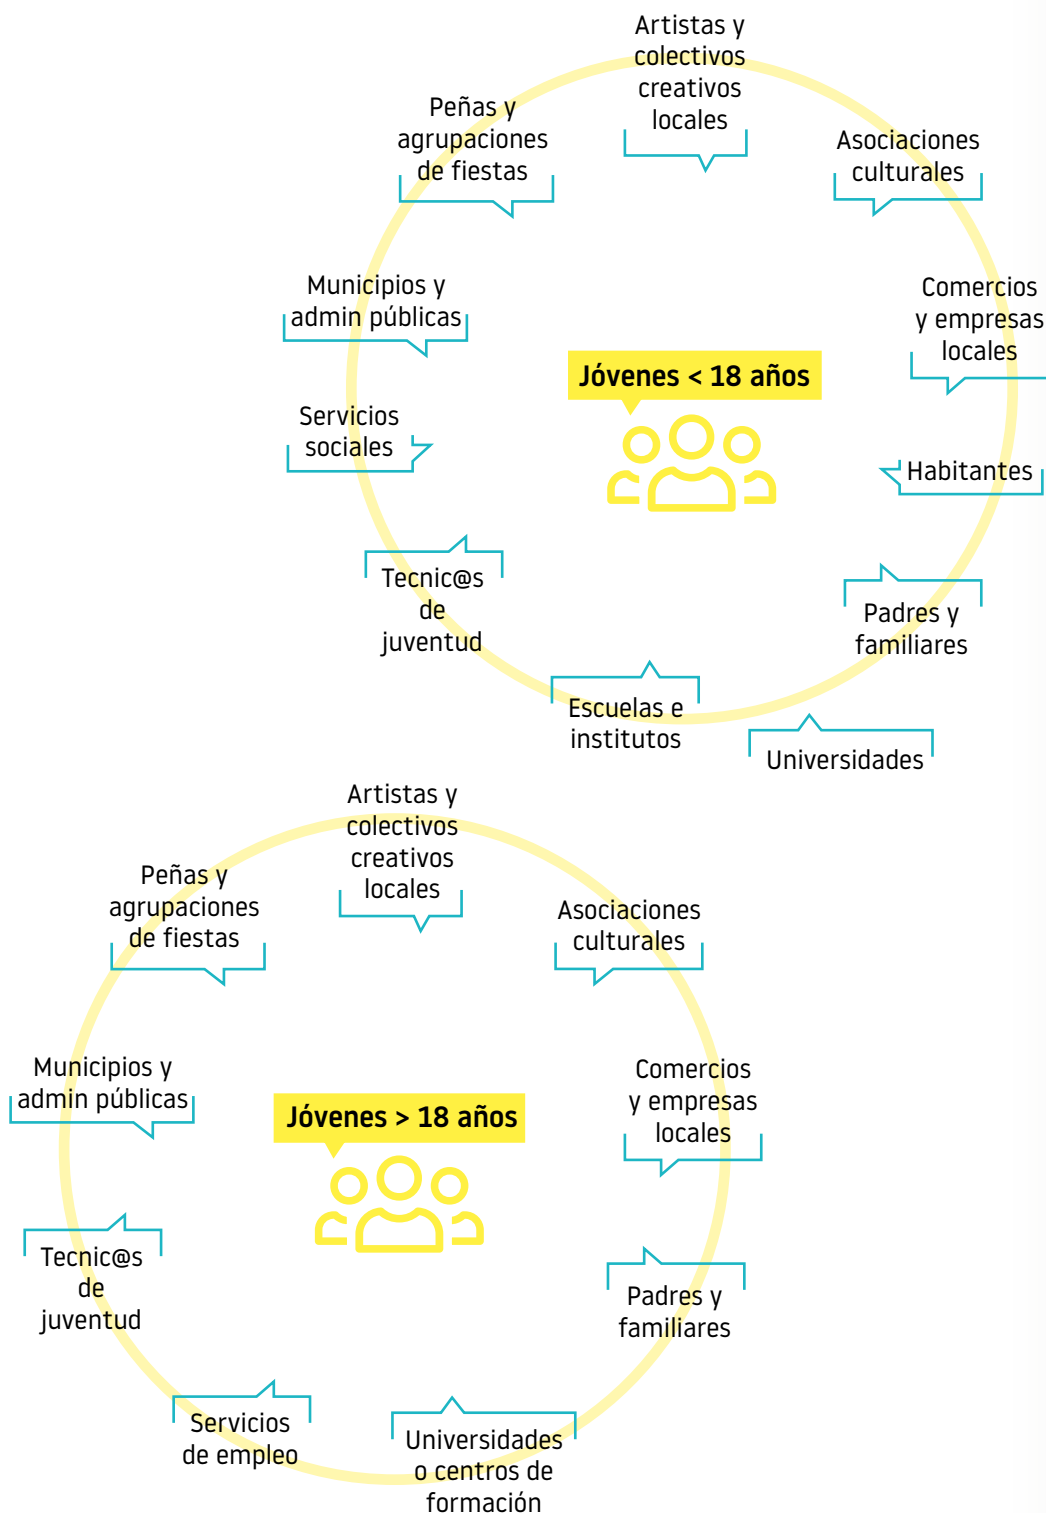 Artistas y
colectivos
creativos
locales
Peñas y
agrupaciones
de fiestas
Asociaciones
culturales
Municipios y
admin públicas
Comercios
y empresas
locales
Jóvenes < 18 años
Servicios
sociales
Habitantes
Tecnic@s
de
juventud
Padres y
familiares
Escuelas e
institutos
Universidades
Artistas y
colectivos
creativos
locales
Peñas y
agrupaciones
de fiestas
Asociaciones
culturales
Municipios y
admin públicas
Comercios
y empresas
locales
Jóvenes > 18 años
Tecnic@s
de
juventud
Padres y
familiares
Servicios
de empleo
Universidades
o centros de
formación